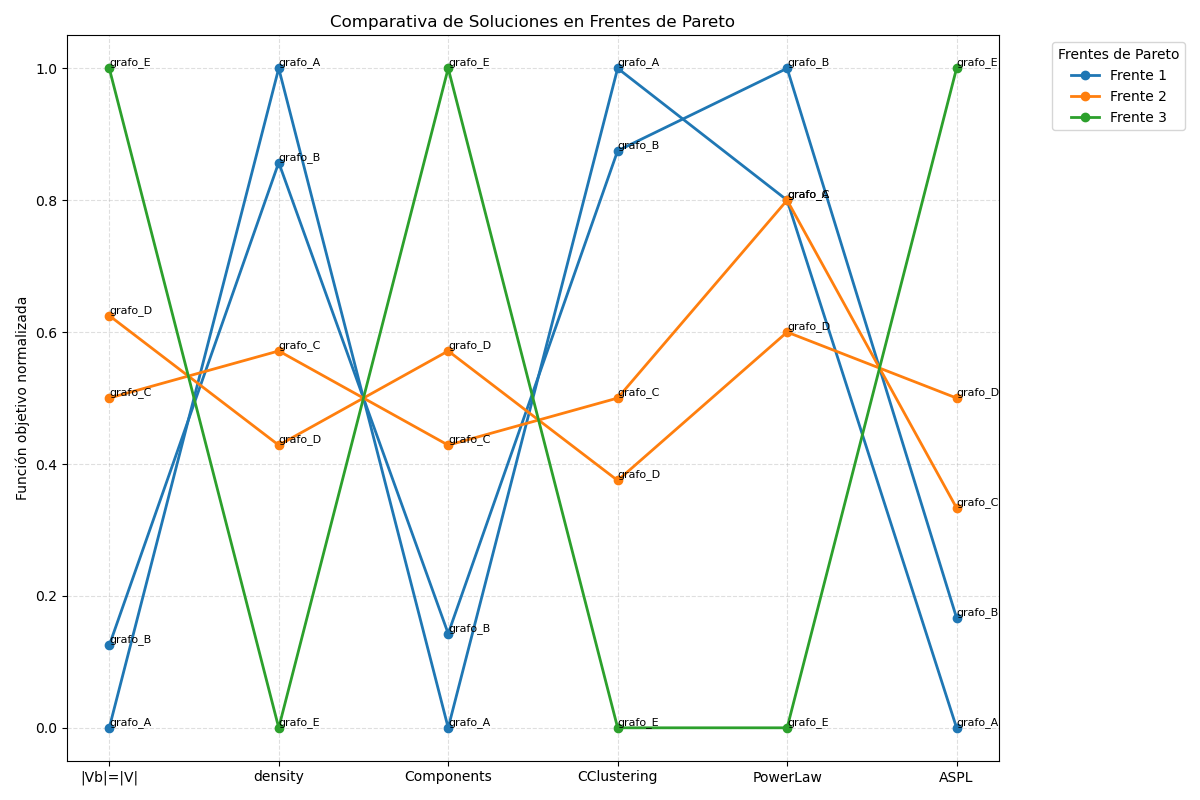 Comparativa de Soluciones en Frentes de Pareto
Función objetivo normalizada
1.0
0.8
0.6
0.4
0.2
0.0
|Vb|=|V|
density
Components
CClustering
PowerLaw
ASPL
grafo_E
grafo_D
grafo_C
grafo_B
grafo_A
grafo_A
grafo_B
grafo_C
grafo_D
grafo_E
grafo_E
grafo_D
grafo_C
grafo_B
grafo_A
grafo_A
grafo_B
grafo_C
grafo_D
grafo_E
grafo_B
grafo_D
grafo_E
grafo_E
grafo_D
grafo_C
grafo_B
grafo_A
Frentes de Pareto
Frente 1
Frente 2
Frente 3